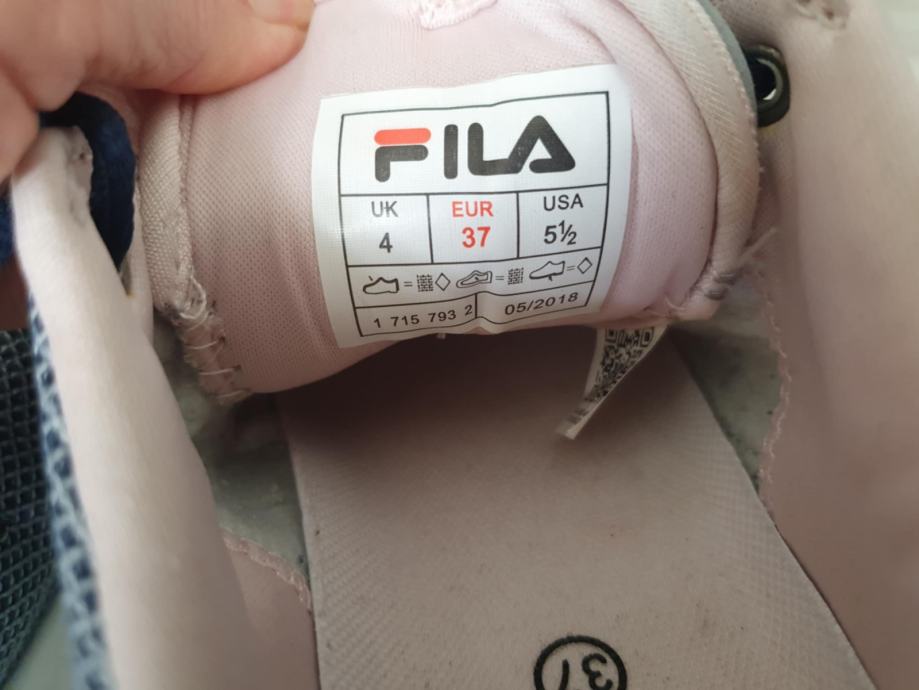 FILA
UK EUR USA
4 37 5½
= =  =
1 715 793 2 05/2018
37